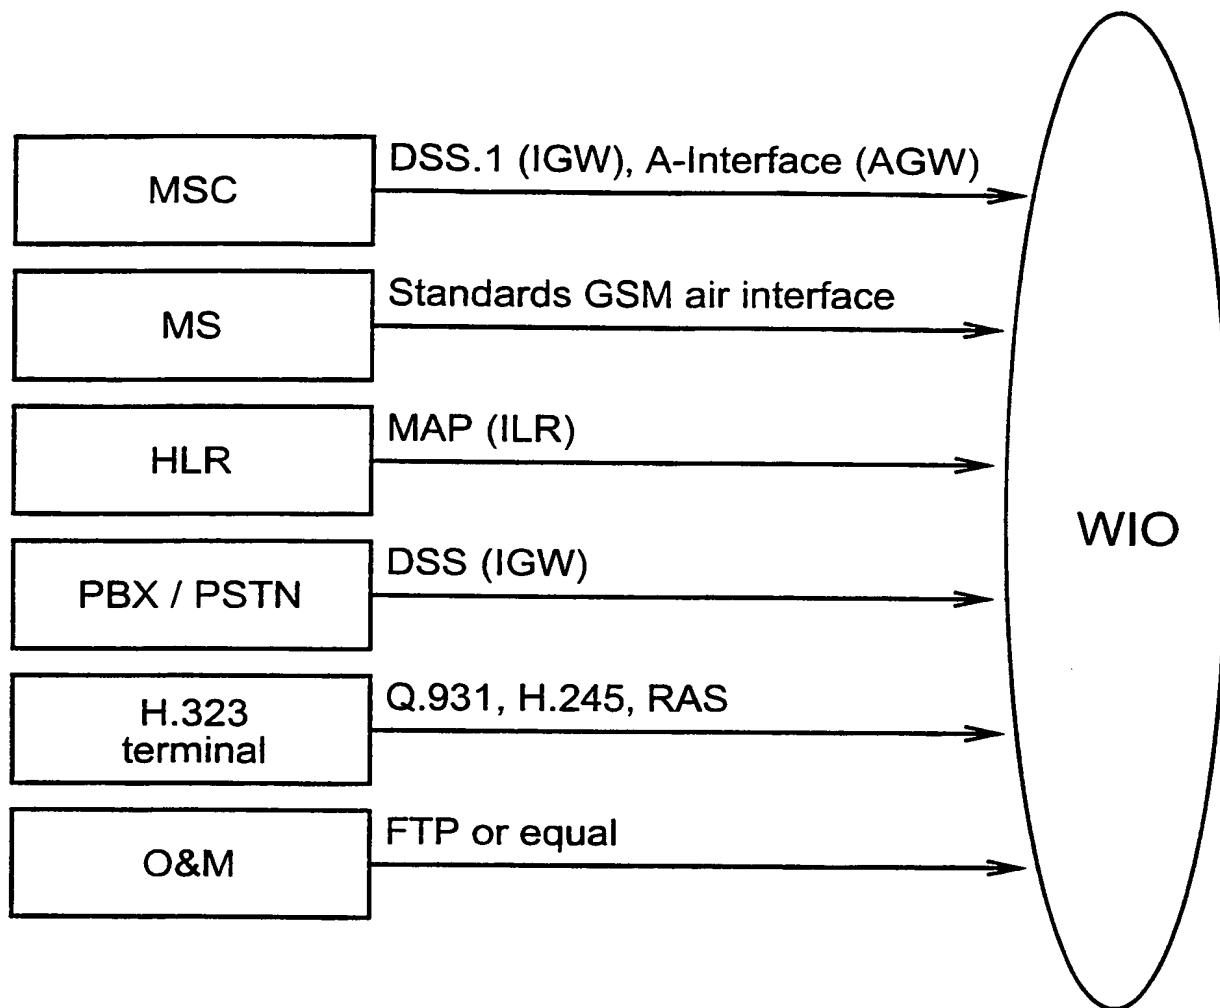 DSS.1 (IGW), A-Interface (AGW)
MSC
Standards GSM air interface
MS
MAP (ILR)
HLR
WIO
DSS (IGW)
PBX / PSTN
Q.931, H.245, RAS
H.323
terminal
FTP or equal
O&M